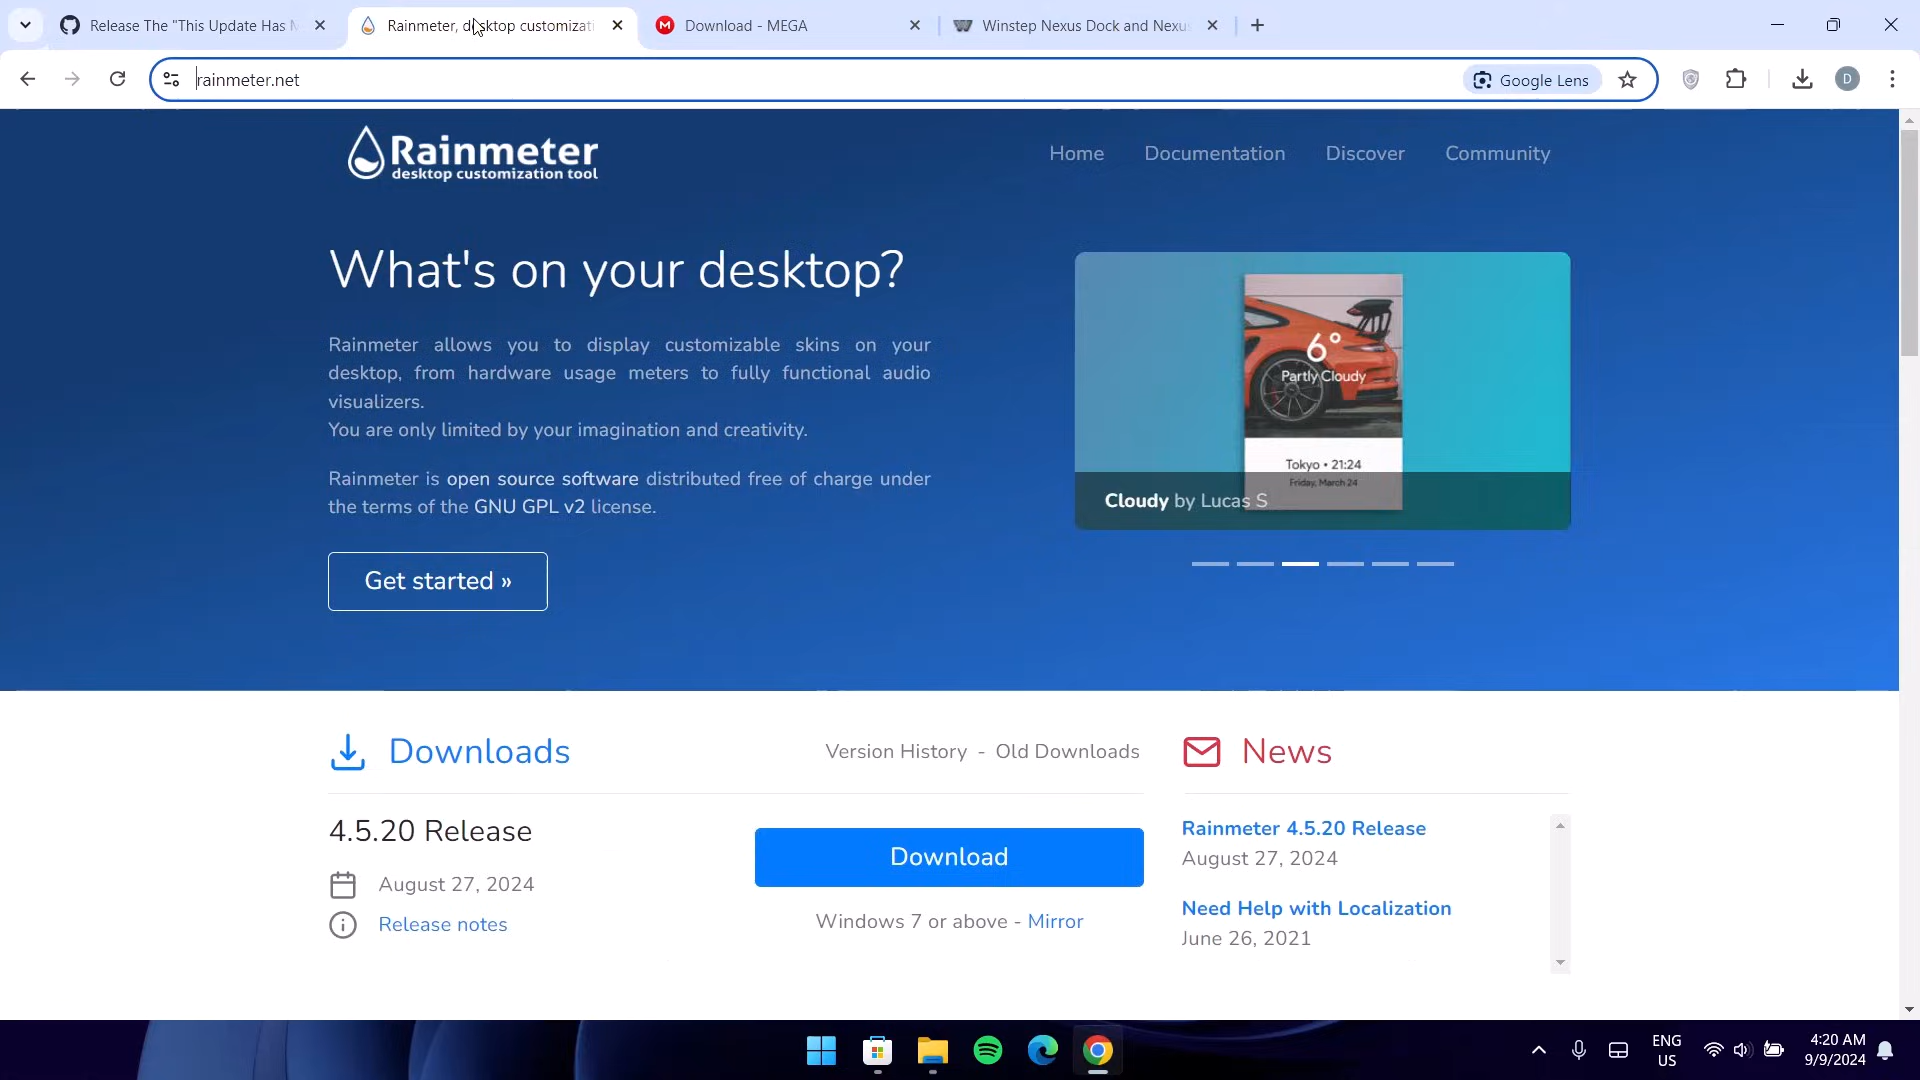 Release The "This Update Has
Rainmeter, desktop customizati
Download - MEGA
Winstep Nexus Dock and Nexu
rainmeter.net
Google Lens
D
Rainmeter
desktop customization tool
Home
Documentation
Discover
Community
What's on your desktop?
Rainmeter allows you to display customizable skins on your
desktop, from hardware usage meters to fully functional audio
visualizers.
You are only limited by your imagination and creativity.
Rainmeter is open source software distributed free of charge under
the terms of the GNU GPL v2 license.
Get started »
6°
Partly Cloudy
Tokyo • 21:24
Friday, March 24
Cloudy by Lucas S
Downloads
Version History - Old Downloads
News
4.5.20 Release
August 27, 2024
Release notes
Download
Windows 7 or above - Mirror
Rainmeter 4.5.20 Release
August 27, 2024
Need Help with Localization
June 26, 2021
ENG
US
4:20 AM
9/9/2024